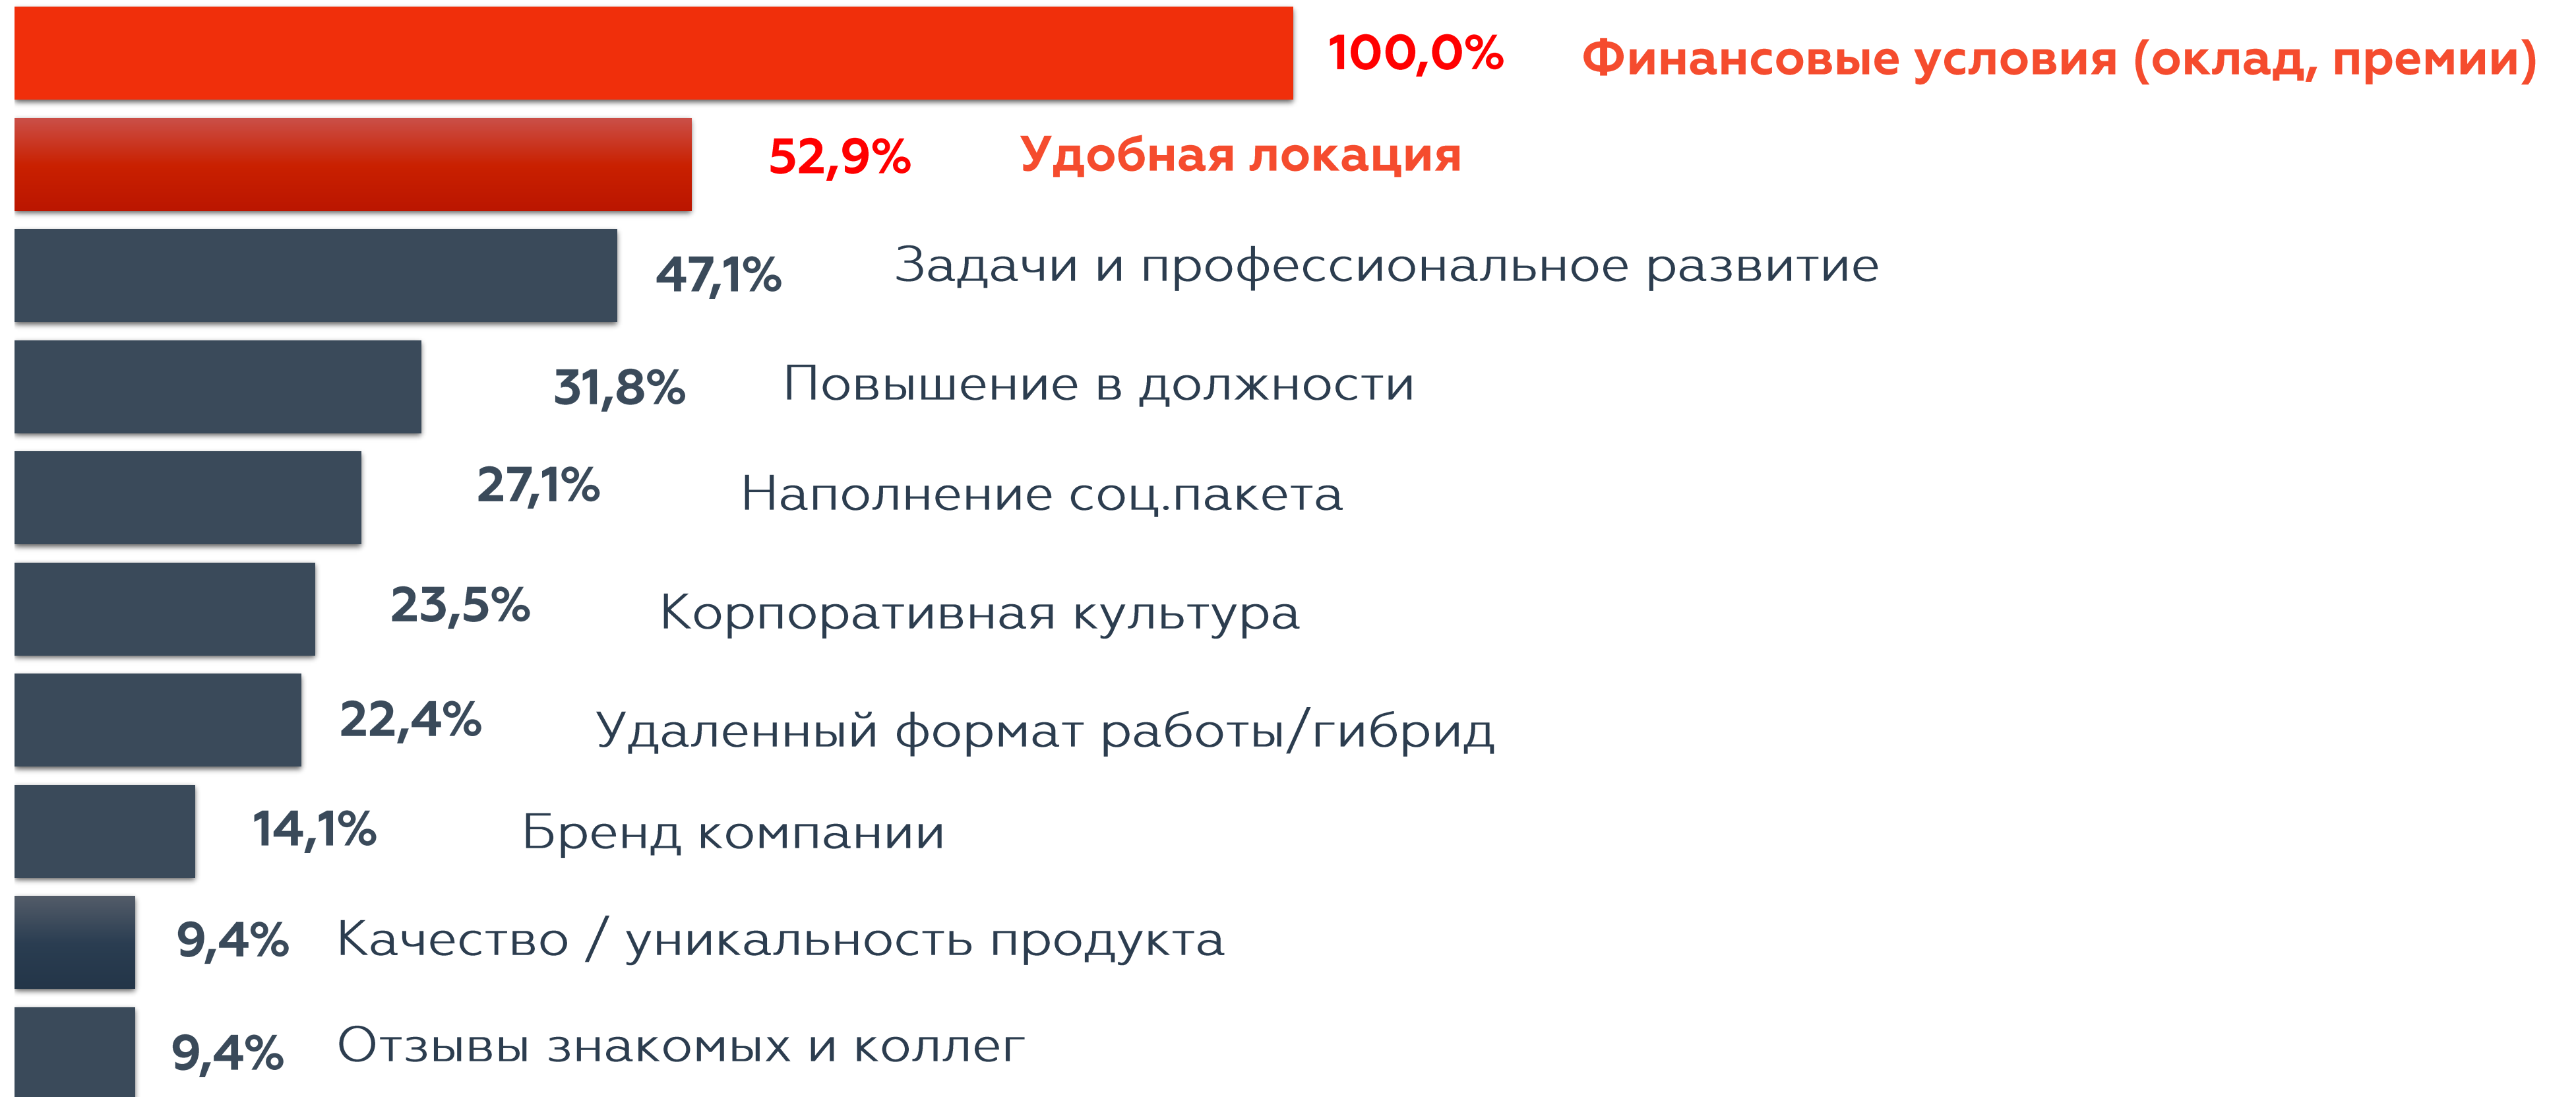 100,0% Финансовые условия (оклад, премии)
52,9% Удобная локация
47,1% Задачи и профессиональное развитие
31,8% Повышение в должности
27,1% Наполнение соц.пакета
23,5% Корпоративная культура
22,4% Удаленный формат работы/гибрид
14,1% Бренд компании
9,4% Качество / уникальность продукта
9,4% Отзывы знакомых и коллег